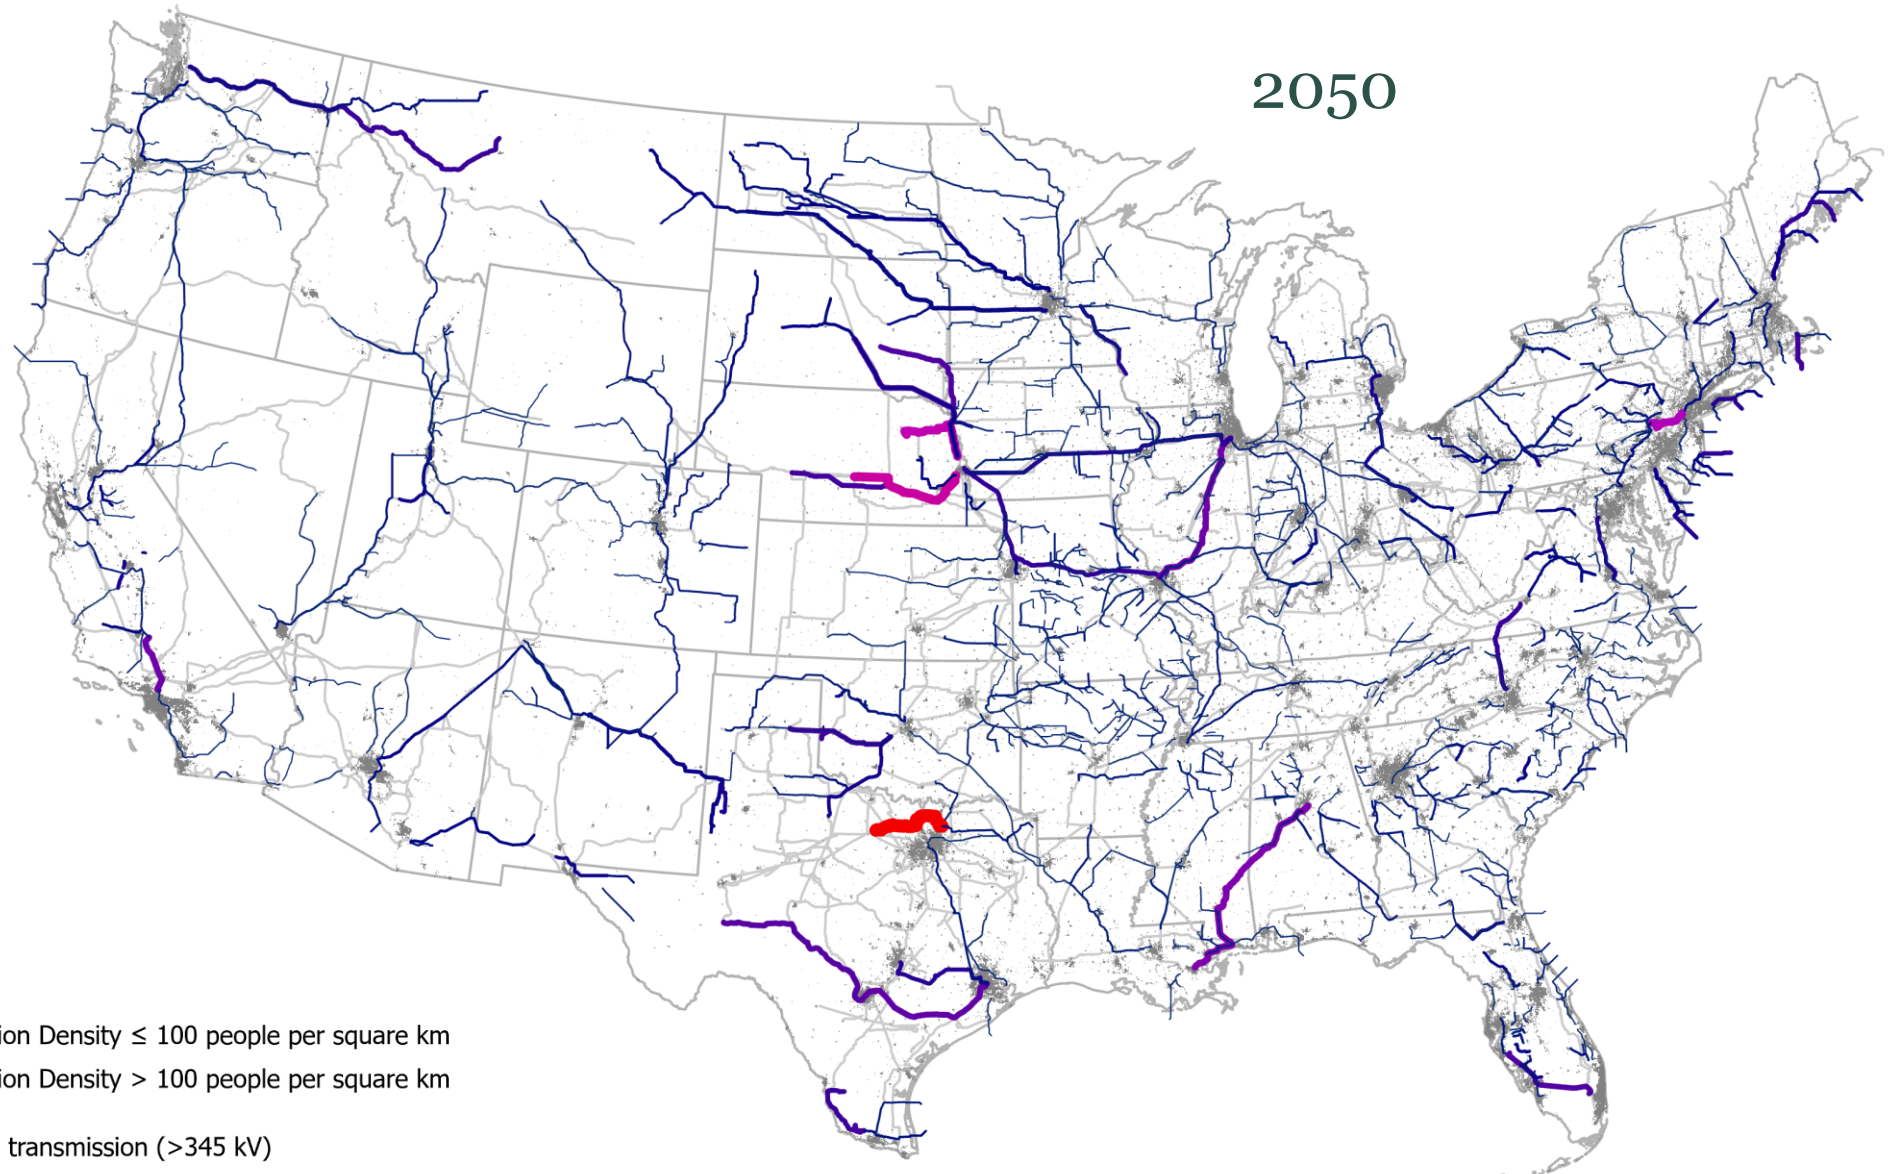 2050
ion Density ≤ 100 people per square km
ion Density > 100 people per square km
transmission (>345 kV)